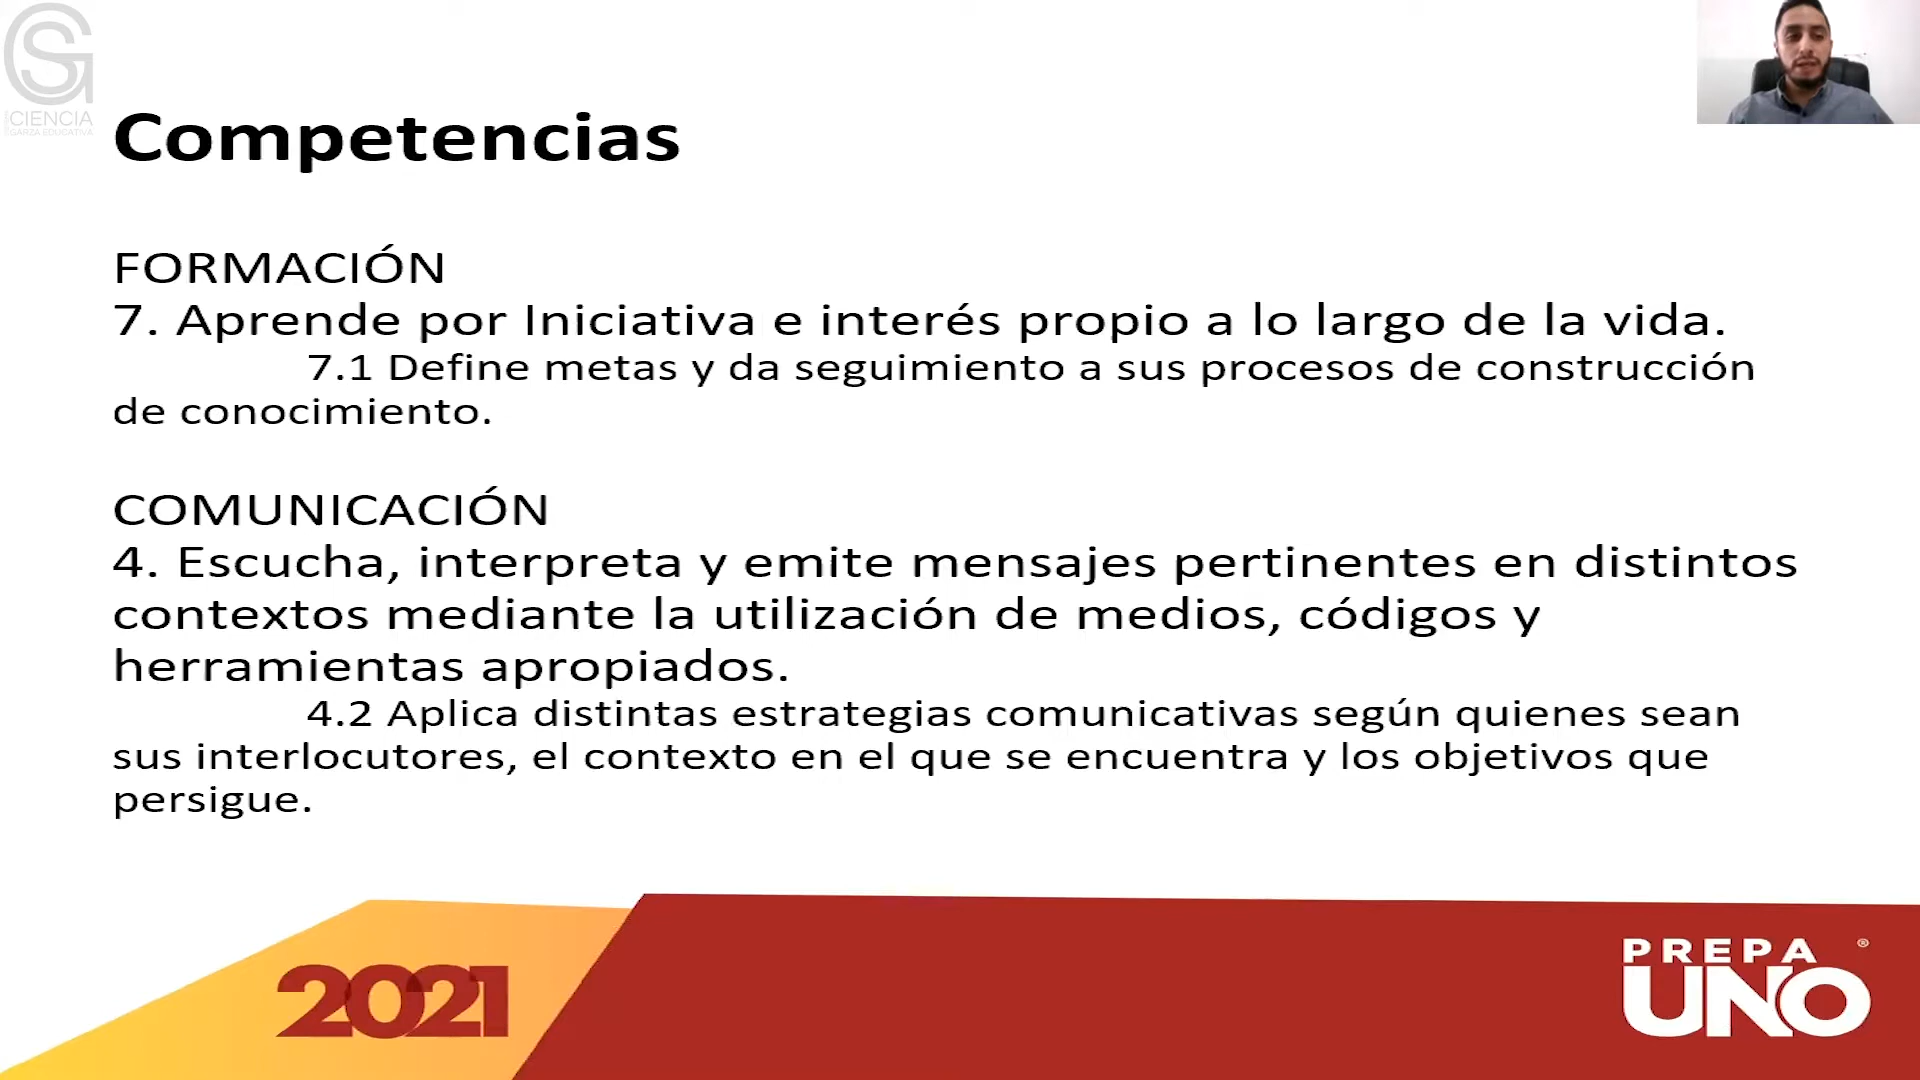 SG
CIENCIA
GARZA EDUCATIVA
Competencias
FORMACIÓN
7. Aprende por Iniciativa e interés propio a lo largo de la vida.
7.1 Define metas y da seguimiento a sus procesos de construcción
de conocimiento.
COMUNICACIÓN
4. Escucha, interpreta y emite mensajes pertinentes en distintos
contextos mediante la utilización de medios, códigos y
herramientas apropiados.
4.2 Aplica distintas estrategias comunicativas según quienes sean
sus interlocutores, el contexto en el que se encuentra y los objetivos que
persigue.
2021
PREPA ®
UNO